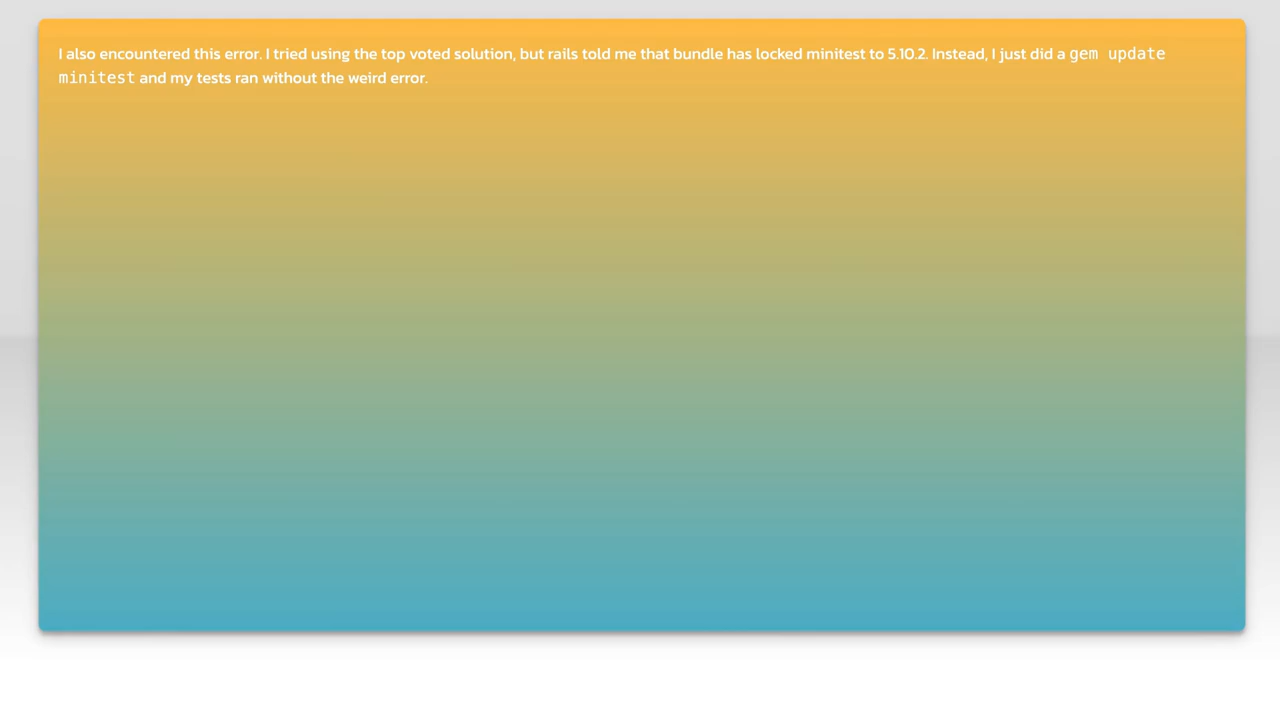 I also encountered this error. I tried using the top voted solution, but rails told me that bundle has locked minitest to 5.10.2. Instead, I just did a gem update
minitest and my tests ran without the weird error.